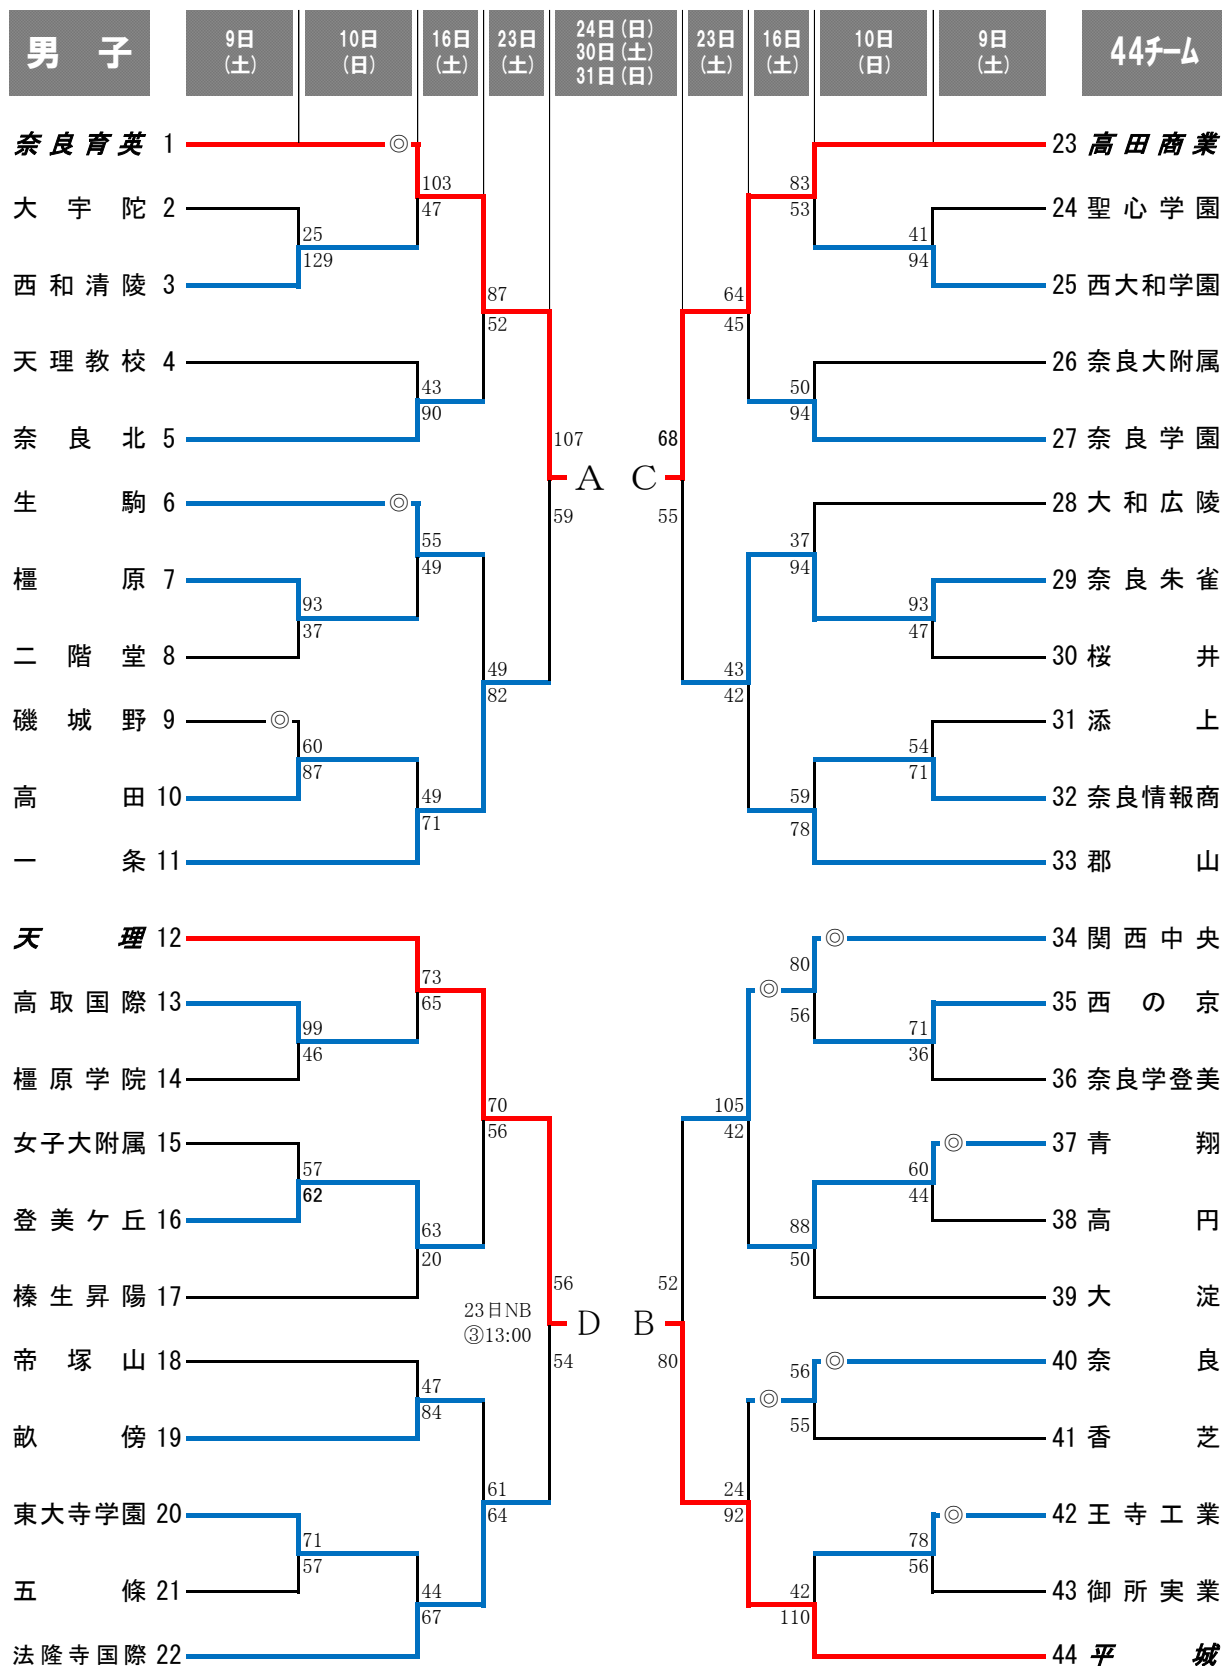 男子 9日(土) 10日(日) 16日(土) 23日(土) 24日(日) 30日(土) 31日(日) 23日(土) 16日(土) 10日(日) 9日(土) 44チーム
奈良育英 1 ◎ 23 高田商業
103 83
大宇陀 2 47 53 24 聖心学園
25 41
129 94
西和清陵 3 25 西大和学園
87 64
52 45
天理教校 4 26 奈良大附属
43 50
90 94
奈良北 5 107 68 27 奈良学園
A C
生駒 6 ◎ 28 大和広陵
59 55
55 37
49 94
橿原 7 29 奈良朱雀
93 93
37 47
二階堂 8 30 桜井
49 43
82 42
磯城野 9 ◎ 31 添上
60 54
87 71
高田 10 49 59 32 奈良情報商
71 78
一条 11 33 郡山
天理 12 ◎ 34 関西中央
73 80
高取国際 13 65 ◎ 56 35 西の京
99 71
46 36
橿原学院 14 36 奈良学登美
70 105
56 42
女子大附属 15 ◎ 37 青翔
57 60
62 44
登美ケ丘 16 63 88 38 高円
20 50
榛生昇陽 17 56 52 39 大淀
23日NB
③13:00 D B
帝塚山 18 54 80 ◎ 40 奈良
47 56
84 ◎ 55
畝傍 19 41 香芝
61 24
64 92
東大寺学園 20 ◎ 42 王寺工業
71 78
57 56
五條 21 44 42 43 御所実業
67 110
法隆寺国際 22 44 平城